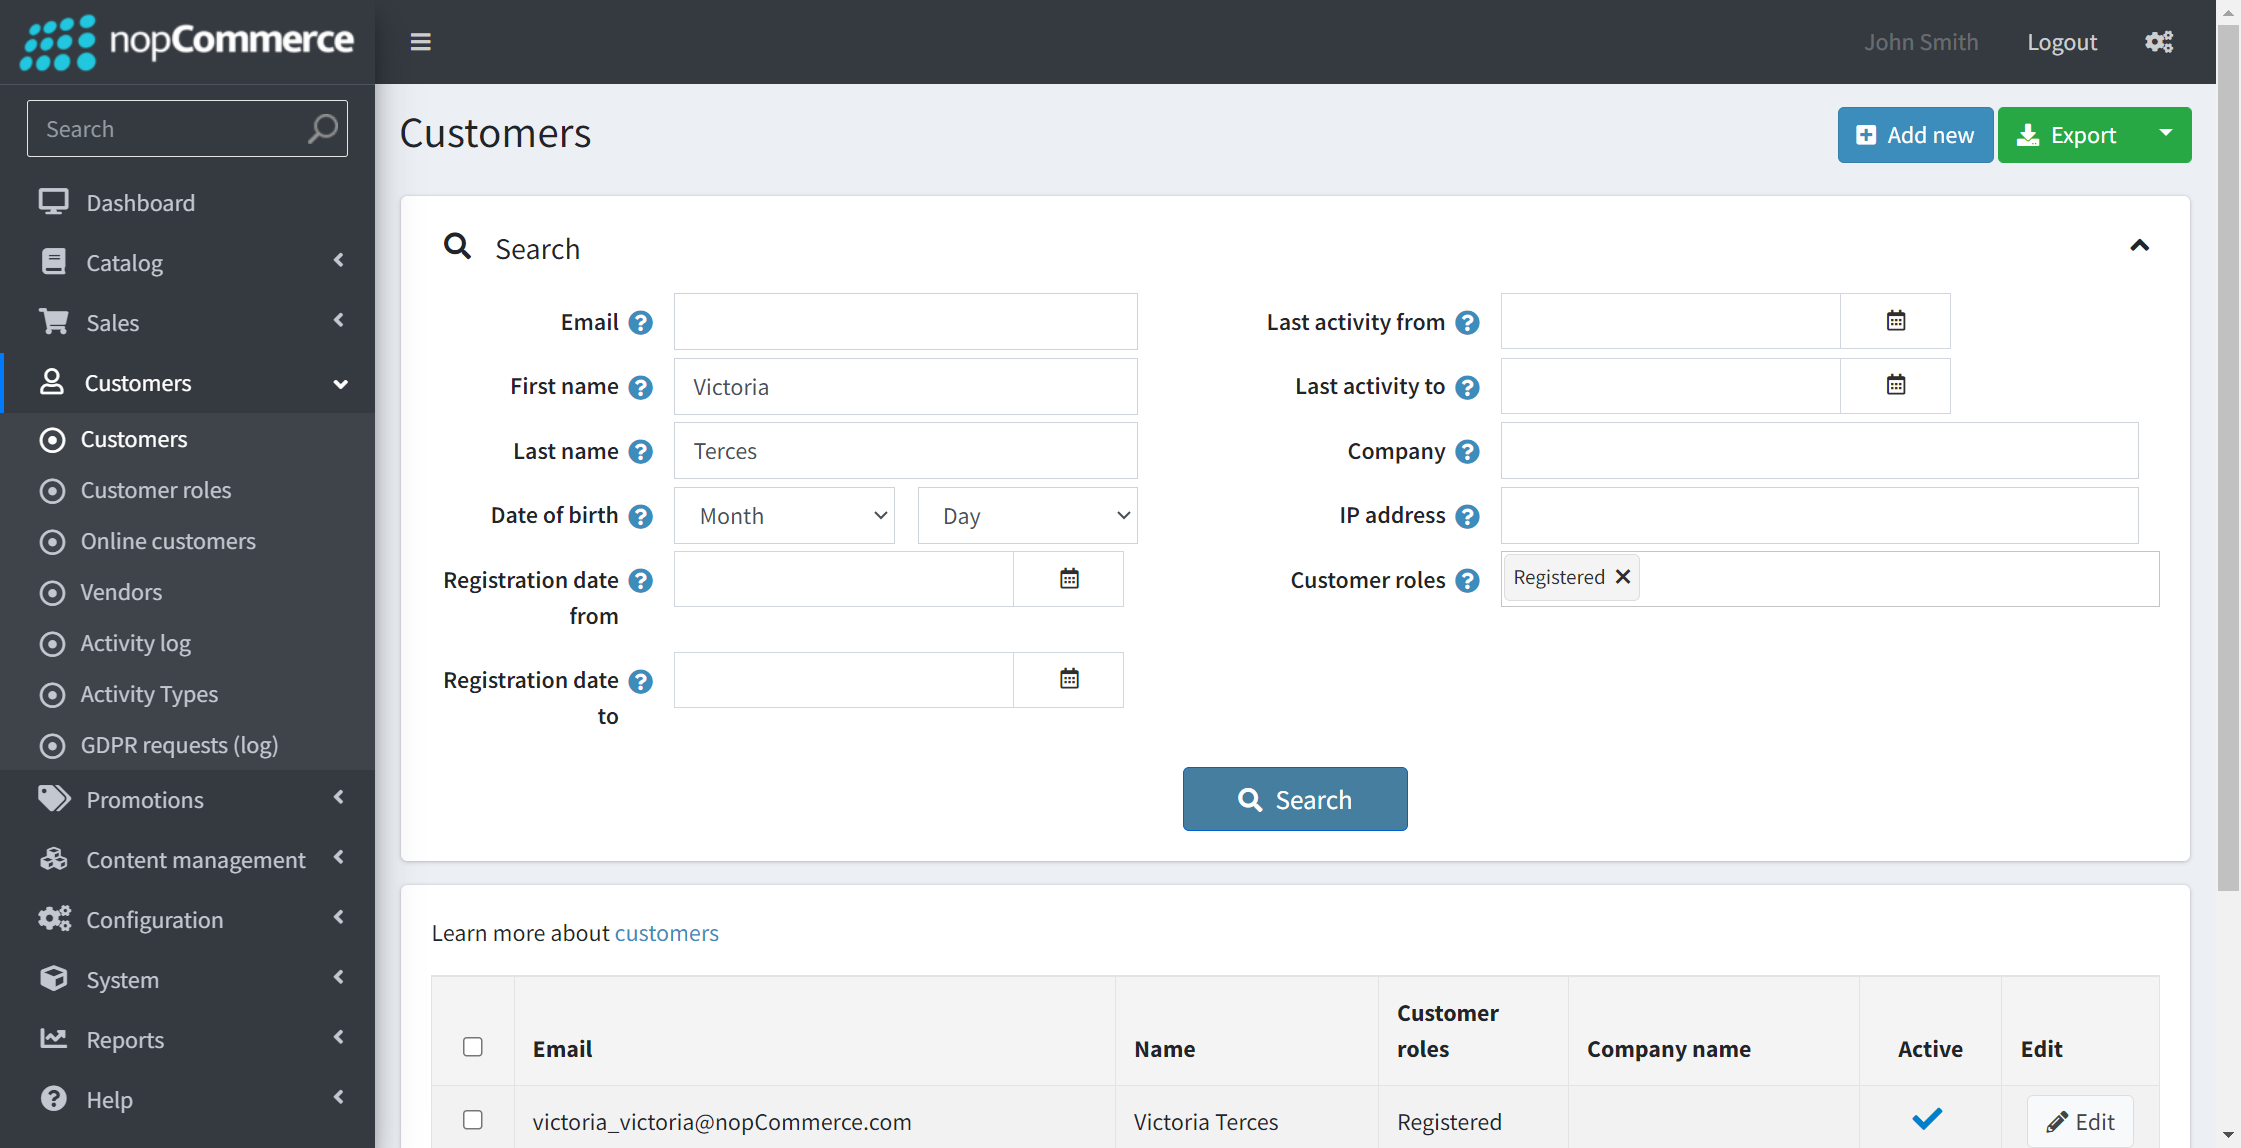 nopCommerce
John Smith
Logout
Search
Dashboard
Catalog
Sales
Customers
Customers
Customer roles
Online customers
Vendors
Activity log
Activity Types
GDPR requests (log)
Promotions
Content management
Configuration
System
Reports
Help
Customers
Add new
Export
Search
Email
First name
Victoria
Last name
Terces
Date of birth
Month
Day
Registration date
from
Registration date
to
Last activity from
Last activity to
Company
IP address
Customer roles
Registered
Search
Learn more about customers
Email
Name
Customer
roles
Company name
Active
Edit
victoria_victoria@nopCommerce.com
Victoria Terces
Registered
Edit